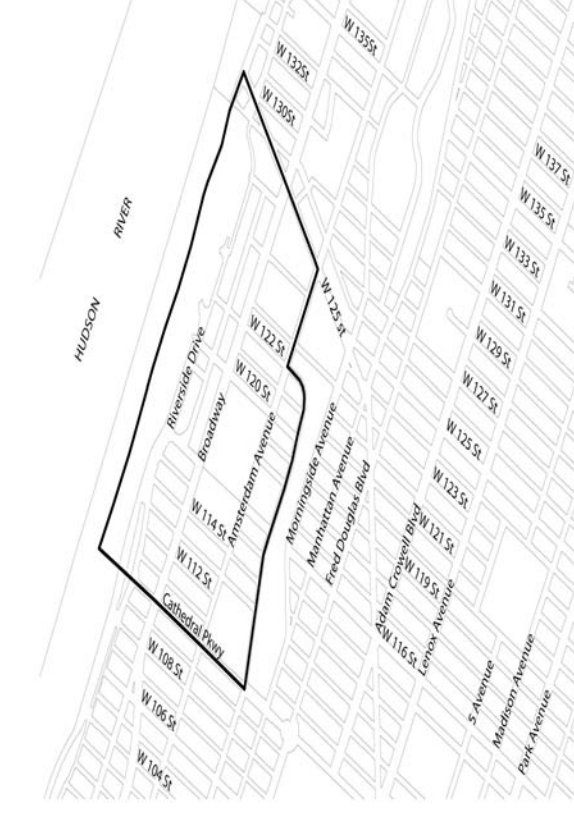 W 135St
W 132St
W 130St
W 137 St
W 135 St
RIVER
W 133 St
HUDSON
W 131 St
W 125 st
W 122 St
W 129 St
Riverside Drive
W 120 St
W 127 St
Broadway
W 125 St
Amsterdam Avenue
Morningside Avenue
Manhattan Avenue
Fred Douglas Blvd
W 123 St
W 114 St
W 121 St
Adam Crowell Blvd
W 112 St
W 119 St
Cathedral Pkwy
Lenox Avenue
W 116 St
W 108 St
5 Avenue
Madison Avenue
W 106 St
Park Avenue
W 104 St